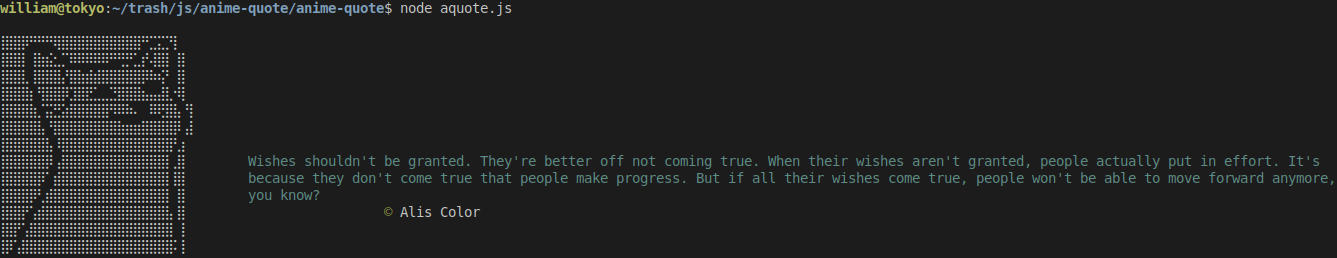 william@tokyo:~/trash/js/anime-quote/anime-quote$ node aquote.js
Wishes shouldn't be granted. They're better off not coming true. When their wishes aren't granted, people actually put in effort. It's
because they don't come true that people make progress. But if all their wishes come true, people won't be able to move forward anymore,
you know?
© Alis Color